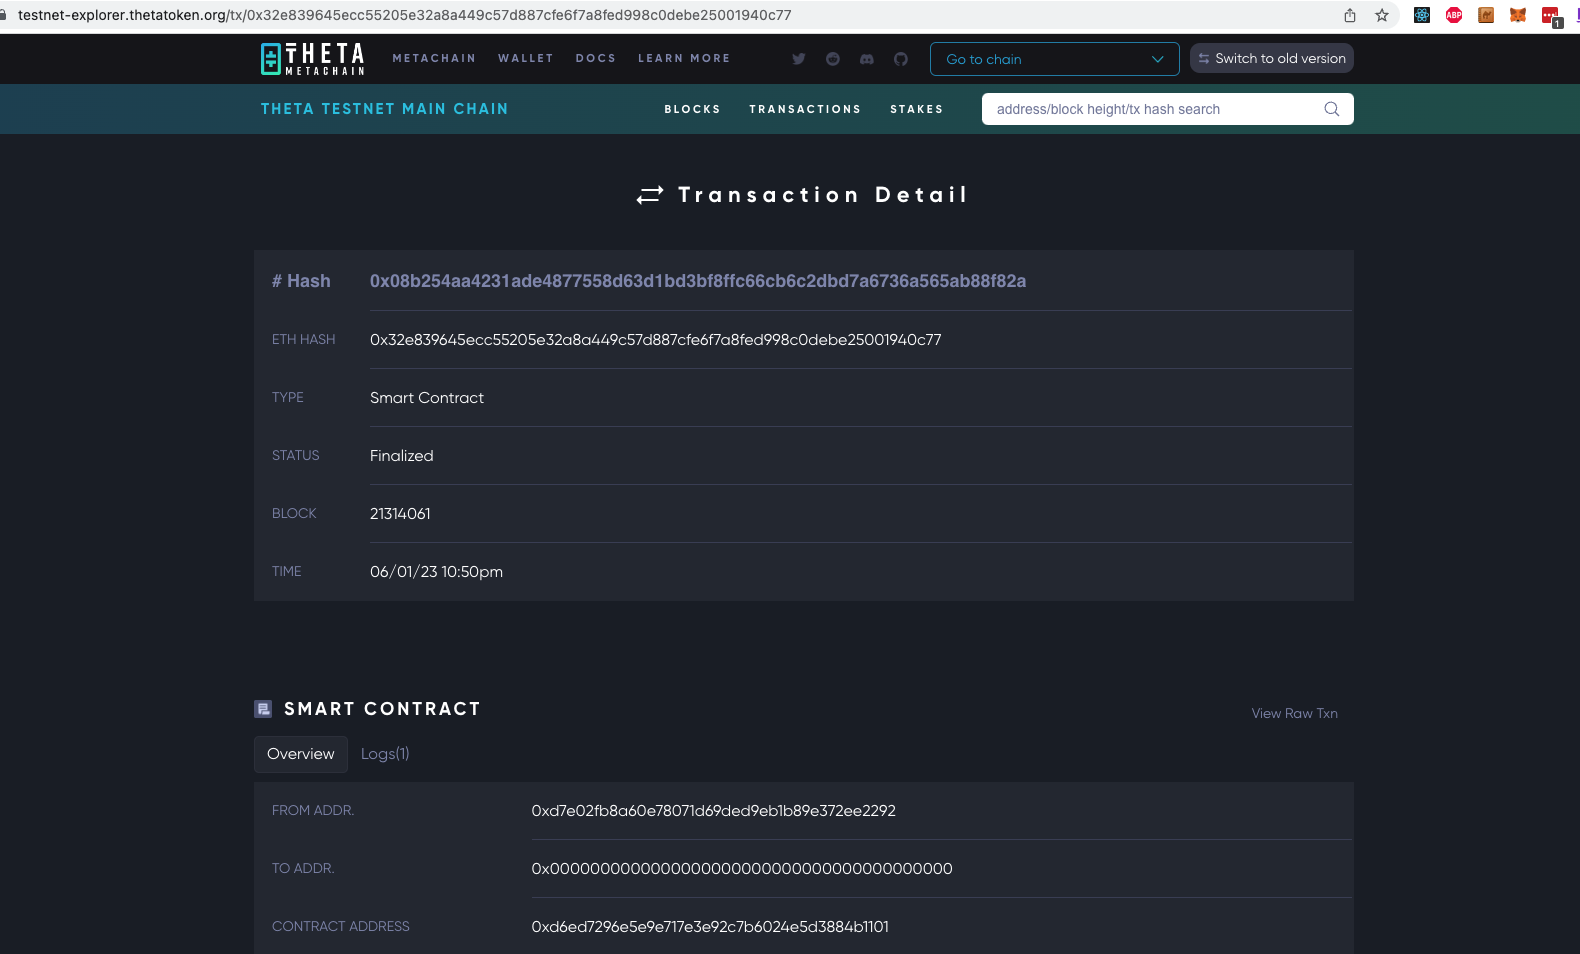 testnet-explorer.thetatoken.org/tx/0x32e839645ecc55205e32a8a449c57d887cfe6f7a8fed998c0debe25001940c77
ABP
1
THETA METACHAIN
METACHAIN WALLET DOCS LEARN MORE
Go to chain
Switch to old version
THETA TESTNET MAIN CHAIN
BLOCKS TRANSACTIONS STAKES
address/block height/tx hash search
Transaction Detail
# Hash 0x08b254aa4231ade4877558d63d1bd3bf8ffc66cb6c2dbd7a6736a565ab88f82a
ETH HASH 0x32e839645ecc55205e32a8a449c57d887cfe6f7a8fed998c0debe25001940c77
TYPE Smart Contract
STATUS Finalized
BLOCK 21314061
TIME 06/01/23 10:50pm
SMART CONTRACT
View Raw Txn
Overview Logs(1)
FROM ADDR. 0xd7e02fb8a60e78071d69ded9eb1b89e372ee2292
TO ADDR. 0x0000000000000000000000000000000000000000
CONTRACT ADDRESS 0xd6ed7296e5e9e717e3e92c7b6024e5d3884b1101